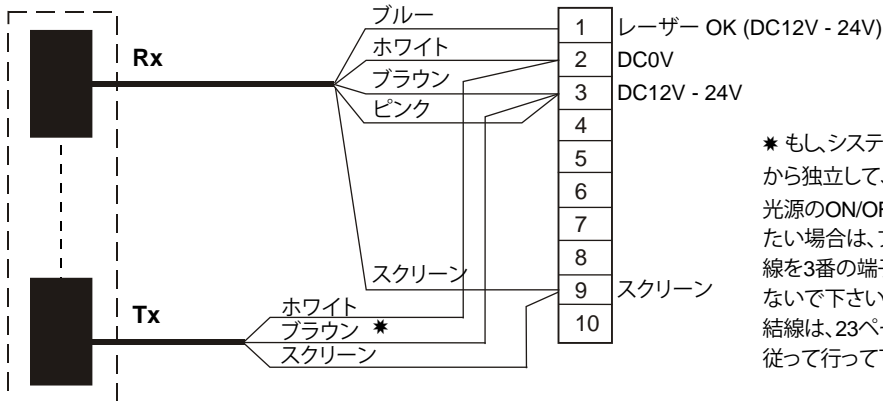 ブルー
ホワイト
ブラウン
ピンク
スクリーン
Rx
Tx
ホワイト
ブラウン ✱
スクリーン
1 レーザー OK (DC12V - 24V)
2 DC0V
3 DC12V - 24V
4
5
6
7
8
9 スクリーン
10
✱ もし、システ
から独立して、
光源のON/O
たい場合は、
線を3番の端
ないで下さい
結線は、23ペ
従って行って